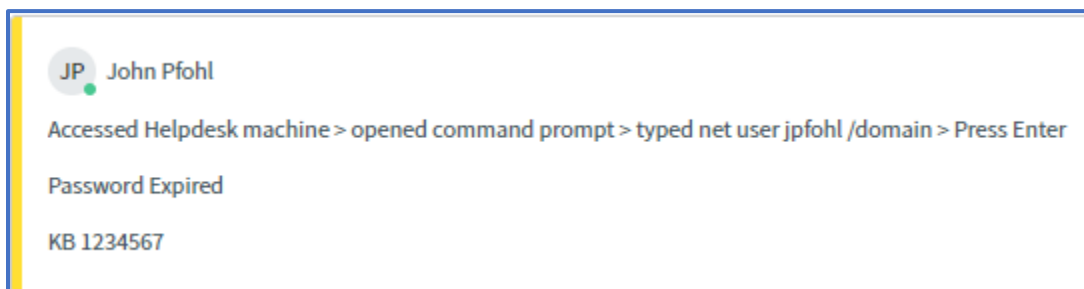 JP John Pfohl
Accessed Helpdesk machine > opened command prompt > typed net user jpfohl /domain > Press Enter
Password Expired
KB 1234567